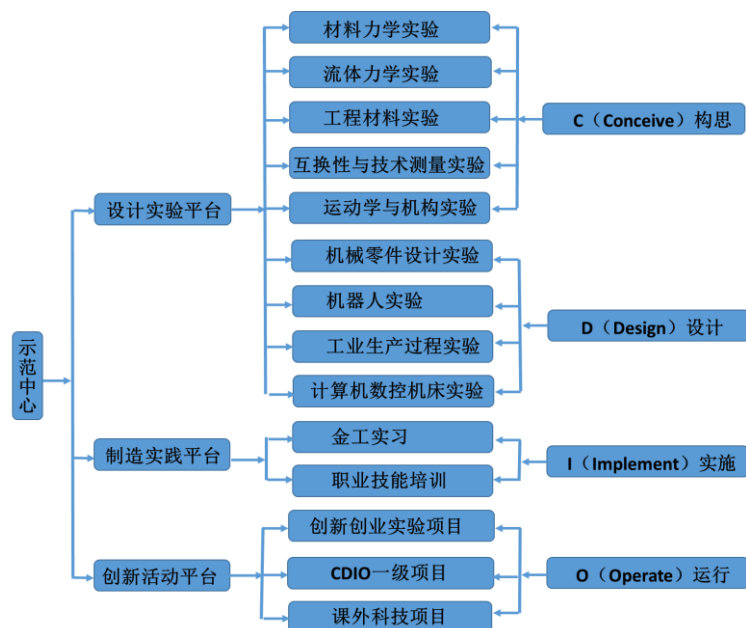 材料力学实验
流体力学实验
工程材料实验
C（Conceive）构思
互换性与技术测量实验
设计实验平台
运动学与机构实验
机械零件设计实验
机器人实验
D（Design）设计
工业生产过程实验
示范中心
计算机数控机床实验
金工实习
制造实践平台
I（Implement）实施
职业技能培训
创新创业实验项目
创新活动平台
CDIO一级项目
O（Operate）运行
课外科技项目